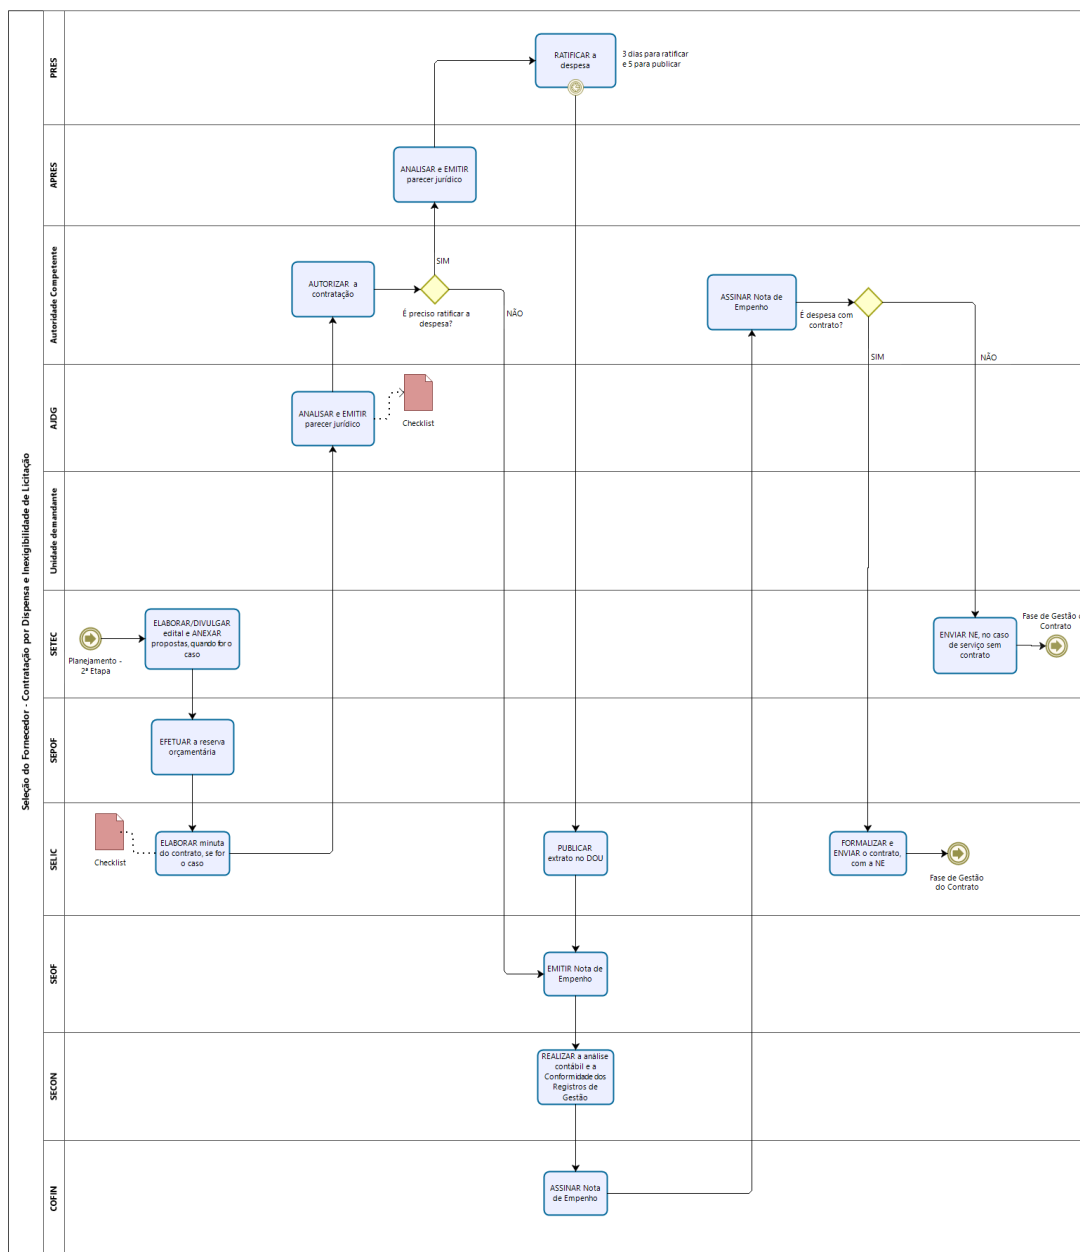 Seleção do Fornecedor - Contratação por Dispensa e Inexigibilidade de Licitação
PRES
RATIFICAR a
despesa
3 dias para ratificar
e 5 para publicar
APRES
ANALISAR e EMITIR
parecer jurídico
Autoridade Competente
AUTORIZAR a
contratação
SIM
É preciso ratificar a
despesa?
NÃO
ASSINAR Nota de
Empenho
É despesa com
contrato?
SIM
NÃO
AJDG
ANALISAR e EMITIR
parecer jurídico
Checklist
Unidade demandante
SETEC
Planejamento -
2ª Etapa
ELABORAR/DIVULGAR
edital e ANEXAR
propostas, quando for o
caso
ENVIAR NE, no caso
de serviço sem
contrato
Fase de Gestão
Contrato
SEPOF
EFETUAR a reserva
orçamentária
SELIC
Checklist
ELABORAR minuta
do contrato, se for
o caso
PUBLICAR
extrato no DOU
FORMALIZAR e
ENVIAR o contrato,
com a NE
Fase de Gestão
do Contrato
SEOF
EMITIR Nota de
Empenho
SECON
REALIZAR a análise
contábil e a
Conformidade dos
Registros de
Gestão
COFIN
ASSINAR Nota
de Empenho